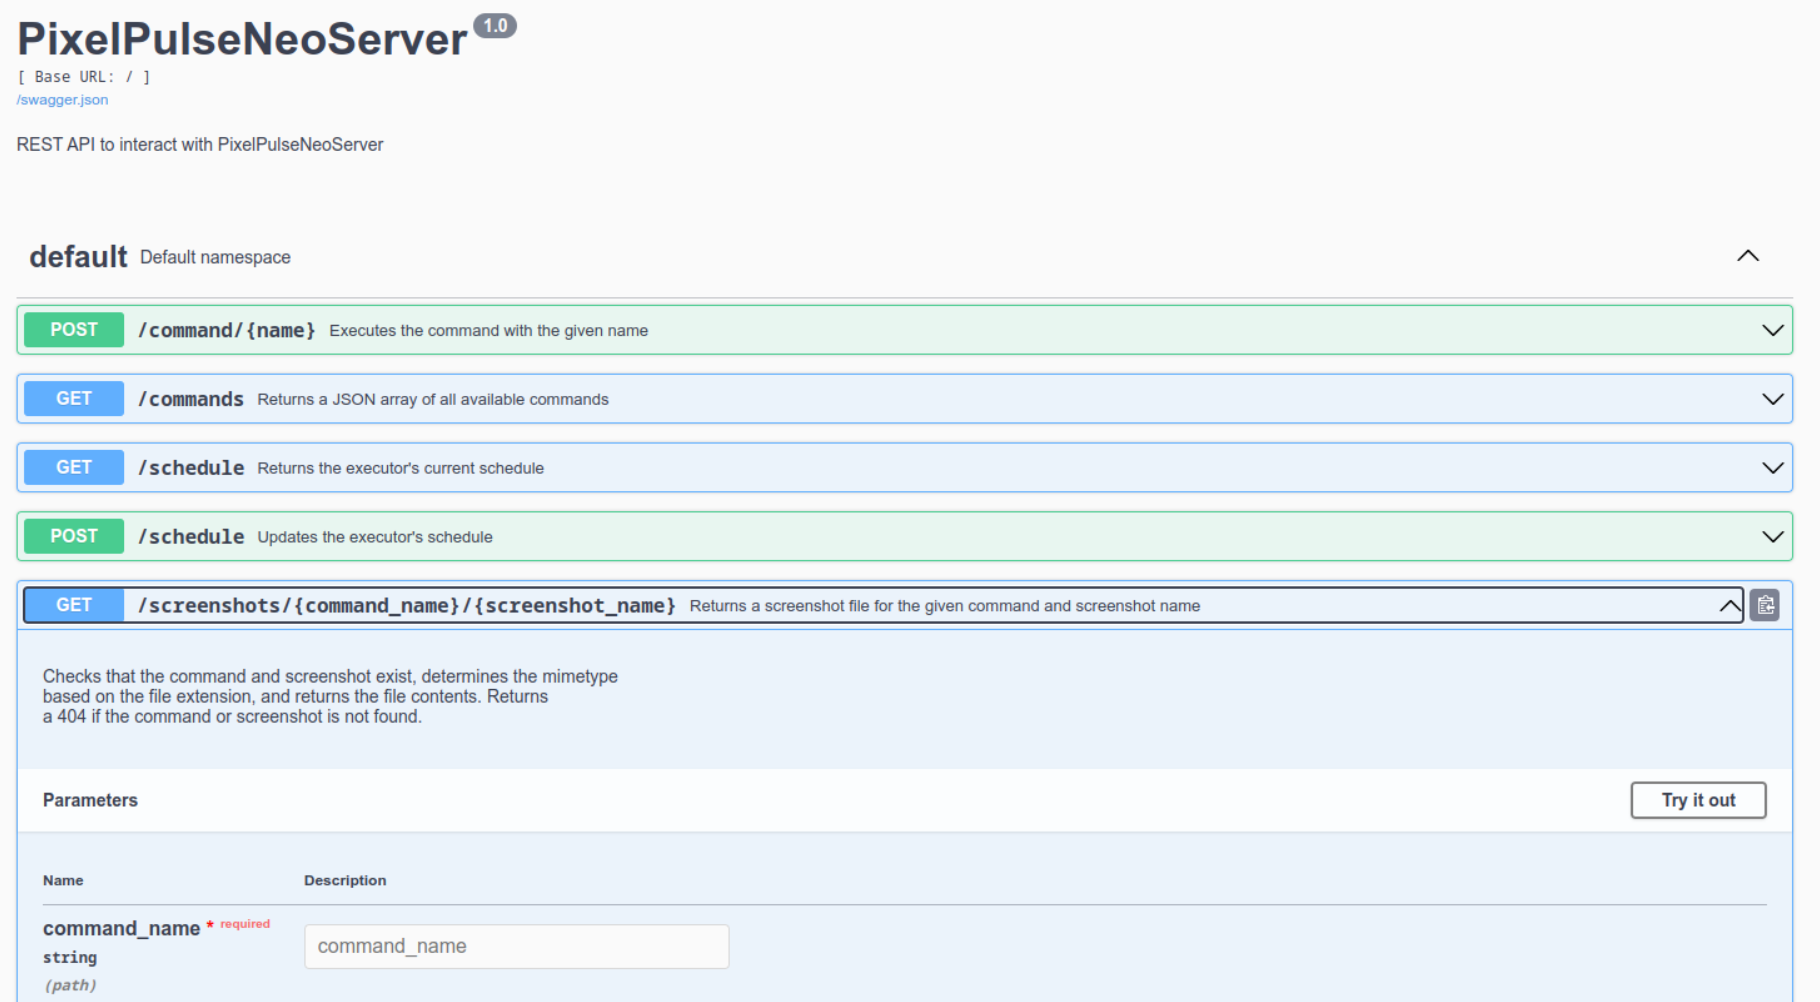 PixelPulseNeoServer 1.0
[ Base URL: / ]
/swagger.json
REST API to interact with PixelPulseNeoServer
default Default namespace
POST /command/{name} Executes the command with the given name
GET /commands Returns a JSON array of all available commands
GET /schedule Returns the executor's current schedule
POST /schedule Updates the executor's schedule
GET /screenshots/{command_name}/{screenshot_name} Returns a screenshot file for the given command and screenshot name
Checks that the command and screenshot exist, determines the mimetype
based on the file extension, and returns the file contents. Returns
a 404 if the command or screenshot is not found.
Parameters Try it out
Name Description
command_name * required
string
(path)
command_name